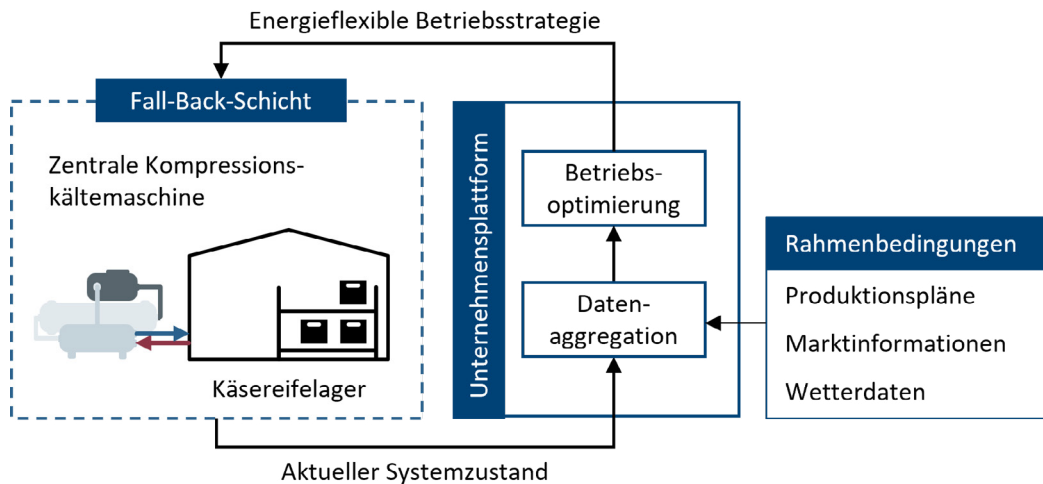 Energieflexible Betriebsstrategie
Fall-Back-Schicht
Zentrale Kompressions-
kältemaschine
Käsereifelager
Unternehmensplattform
Betriebs-
optimierung
Daten-
aggregation
Rahmenbedingungen
Produktionspläne
Marktinformationen
Wetterdaten
Aktueller Systemzustand